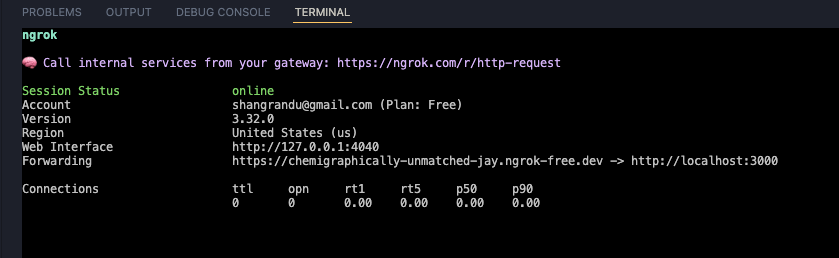 PROBLEMS OUTPUT DEBUG CONSOLE TERMINAL
ngrok
🧠 Call internal services from your gateway: https://ngrok.com/r/http-request
Session Status online
Account shangrandu@gmail.com (Plan: Free)
Version 3.32.0
Region United States (us)
Web Interface http://127.0.0.1:4040
Forwarding https://chemigraphically-unmatched-jay.ngrok-free.dev -> http://localhost:3000
Connections ttl opn rt1 rt5 p50 p90
0 0 0.00 0.00 0.00 0.00